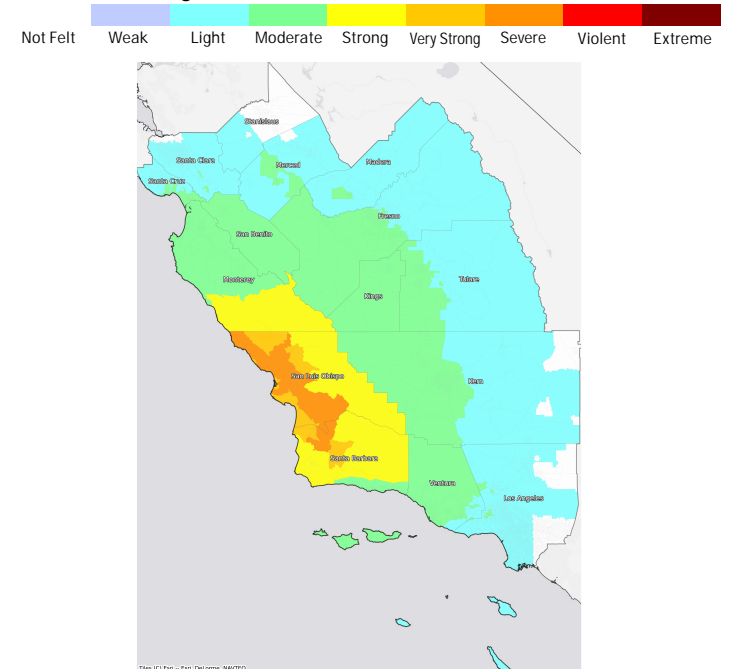 Not Felt Weak Light Moderate Strong Very Strong Severe Violent Extreme
Stanislaus
Santa Clara
Merced
Madera
Santa Cruz
Fresno
San Benito
Monterey
Tulare
Kings
San Luis Obispo
Kern
Santa Barbara
Ventura
Los Angeles